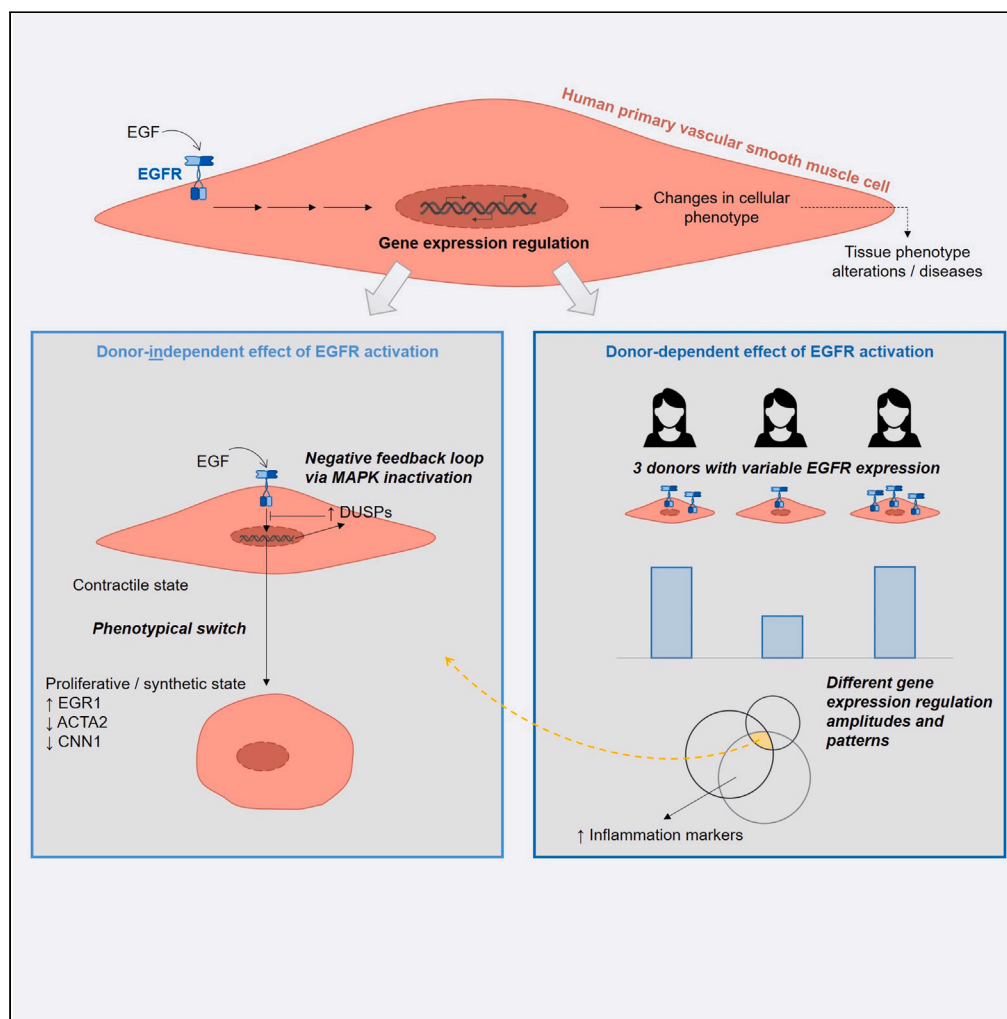 Human primary vascular smooth muscle cell
EGF
EGFR
Gene expression regulation
Changes in cellular
phenotype
Tissue phenotype
alterations / diseases
Donor-independent effect of EGFR activation
EGF
Negative feedback loop
via MAPK inactivation
↑ DUSPs
Contractile state
Phenotypical switch
Proliferative / synthetic state
↑ EGR1
↓ ACTA2
↓ CNN1
Donor-dependent effect of EGFR activation
3 donors with variable EGFR expression
Different gene
expression regulation
amplitudes and
patterns
↑ Inflammation markers